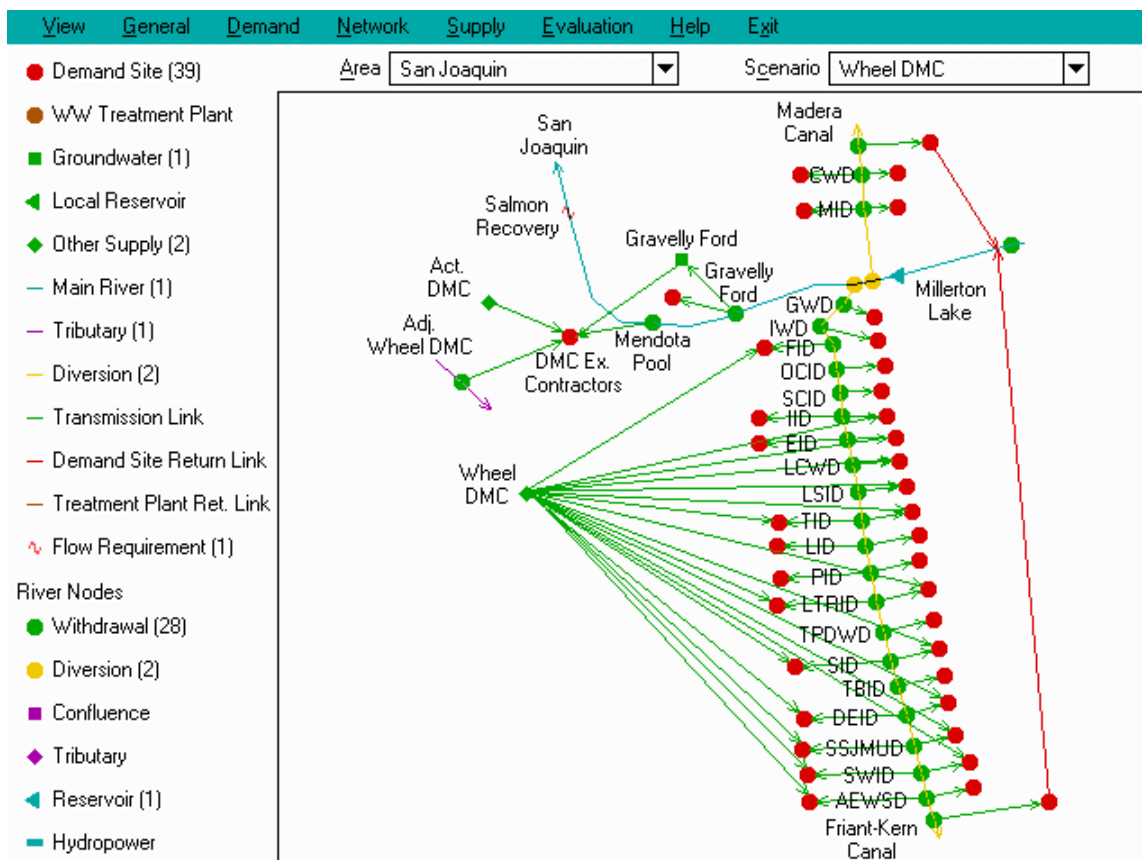 View General Demand Network Supply Evaluation Help Exit
Area San Joaquin Scenario Wheel DMC
Demand Site (39)
WW Treatment Plant
Groundwater (1)
Local Reservoir
Other Supply (2)
Main River (1)
Tributary (1)
Diversion (2)
Transmission Link
Demand Site Return Link
Treatment Plant Ret. Link
Flow Requirement (1)
River Nodes
Withdrawal (28)
Diversion (2)
Confluence
Tributary
Reservoir (1)
Hydropower
San
Joaquin
Salmon
Recovery
Act.
DMC
Adj.
Wheel DMC
DMC Ex.
Contractors
Gravelly Ford
Gravelly
Ford
Mendota
Pool
Wheel
DMC
Madera
Canal
CWD
MID
Millerton
Lake
GWD
IWD
FID
OCID
SCID
IID
EID
LCWD
LSID
TID
LID
PID
LTRID
TPDWD
SID
TBID
DEID
SSJMUD
SWID
AEWSD
Friant-Kern
Canal